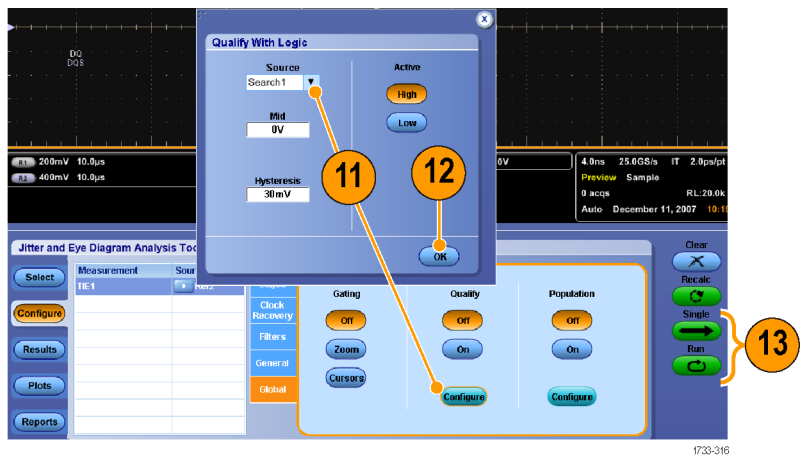 x
Qualify With Logic
Source
Search1
Active
High
Low
Mid
0V
Hysteresis
30mV
DQ
DQS
11
12
R1 200mV 10.0µs
R2 400mV 10.0µs
0V
4.0ns 25.0GS/s IT 2.0ps/pt
Preview Sample
0 acqs RL:20.0k
Auto December 11, 2007 10:1
OK
Jitter and Eye Diagram Analysis Too
Clear
Select
Configure
Results
Plots
Reports
Measurement Sour
TIE1 Ref2
Clock
Recovery
Filters
General
Global
Gating
Off
Zoom
Cursors
Qualify
Off
On
Configure
Population
Off
On
Configure
Recalc
Single
Run
13
1733-316